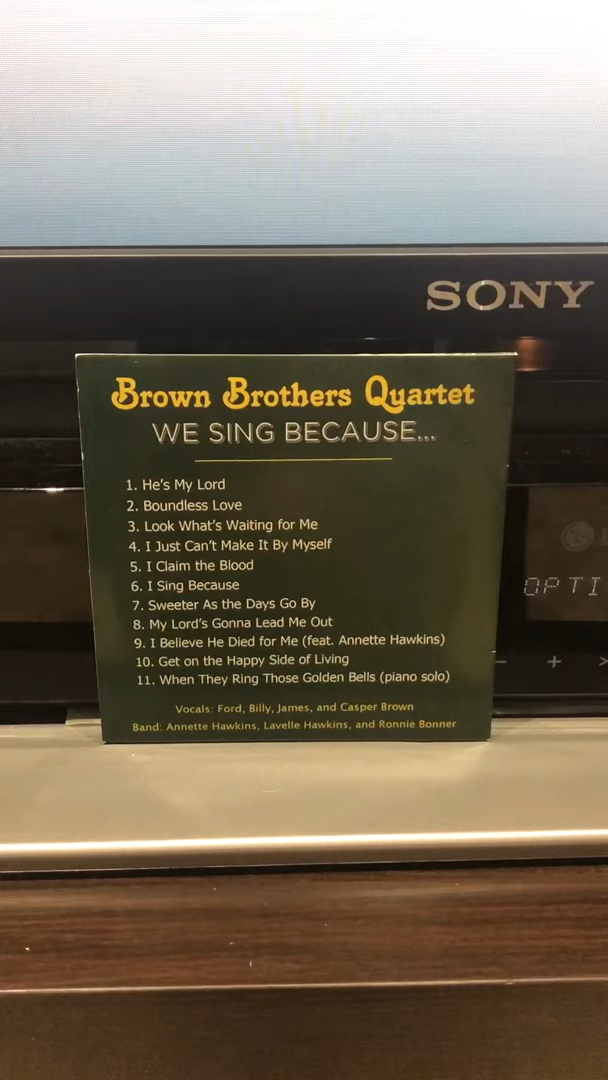 SONY
Brown Brothers Quartet
WE SING BECAUSE...
1. He's My Lord
2. Boundless Love
3. Look What's Waiting for Me
4. I Just Can't Make It By Myself
5. I Claim the Blood
6. I Sing Because
7. Sweeter As the Days Go By
8. My Lord's Gonna Lead Me Out
9. I Believe He Died for Me (feat. Annette Hawkins)
10. Get on the Happy Side of Living
11. When They Ring Those Golden Bells (piano solo)
Vocals: Ford, Billy, James, and Casper Brown
Band: Annette Hawkins, Lavelle Hawkins, and Ronnie Bonner
OPTI
- + >